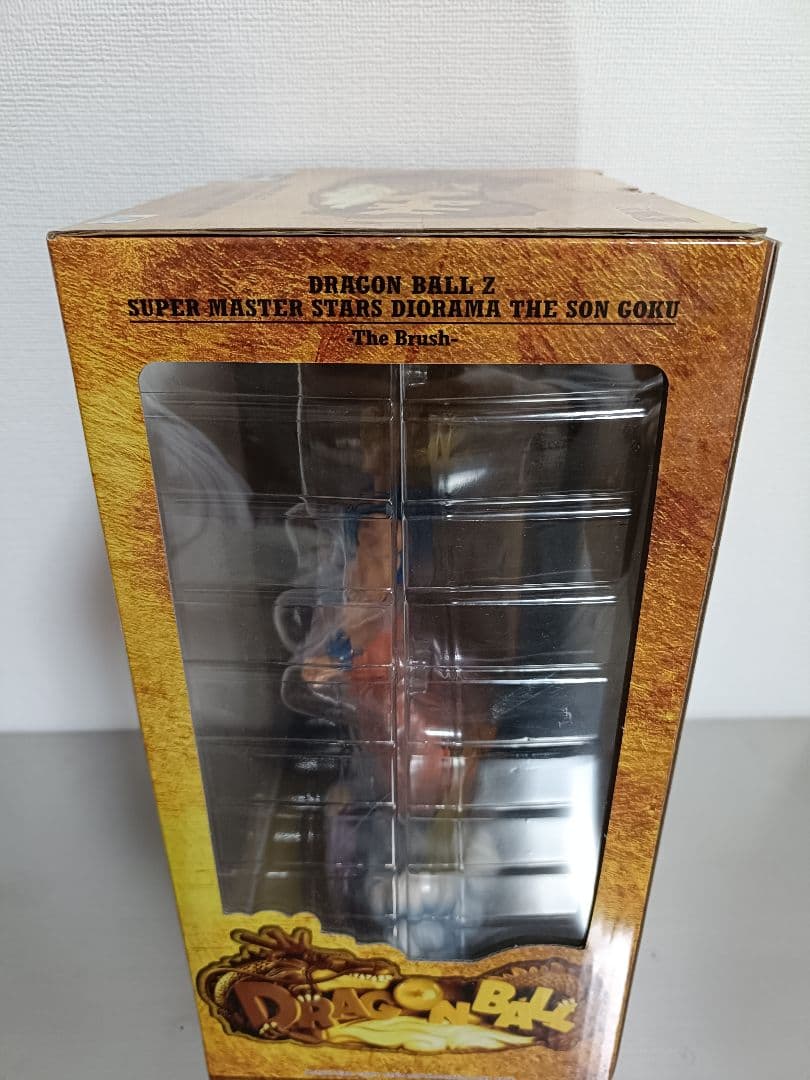 DRAGON BALL Z
SUPER MASTER STARS DIORAMA THE SON GOKU
-The Brush-
DRAGON BALL